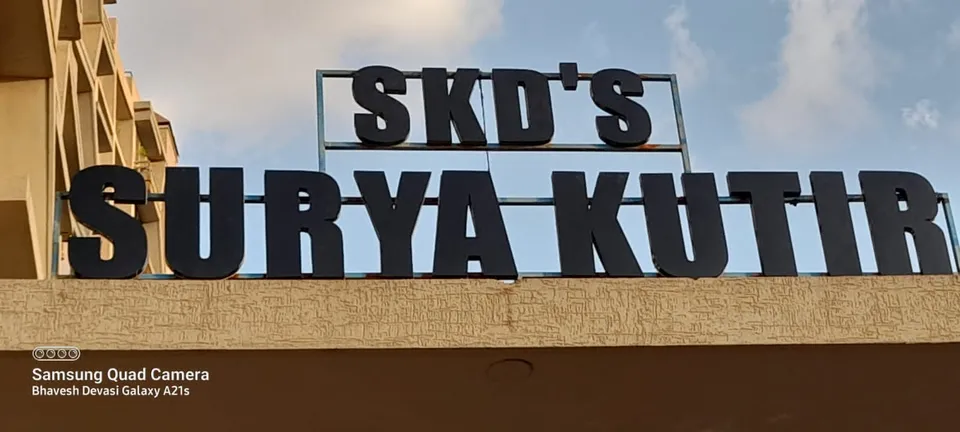 SKD'S
SURYA KUTIR
Samsung Quad Camera
Bhavesh Devasi Galaxy A21s